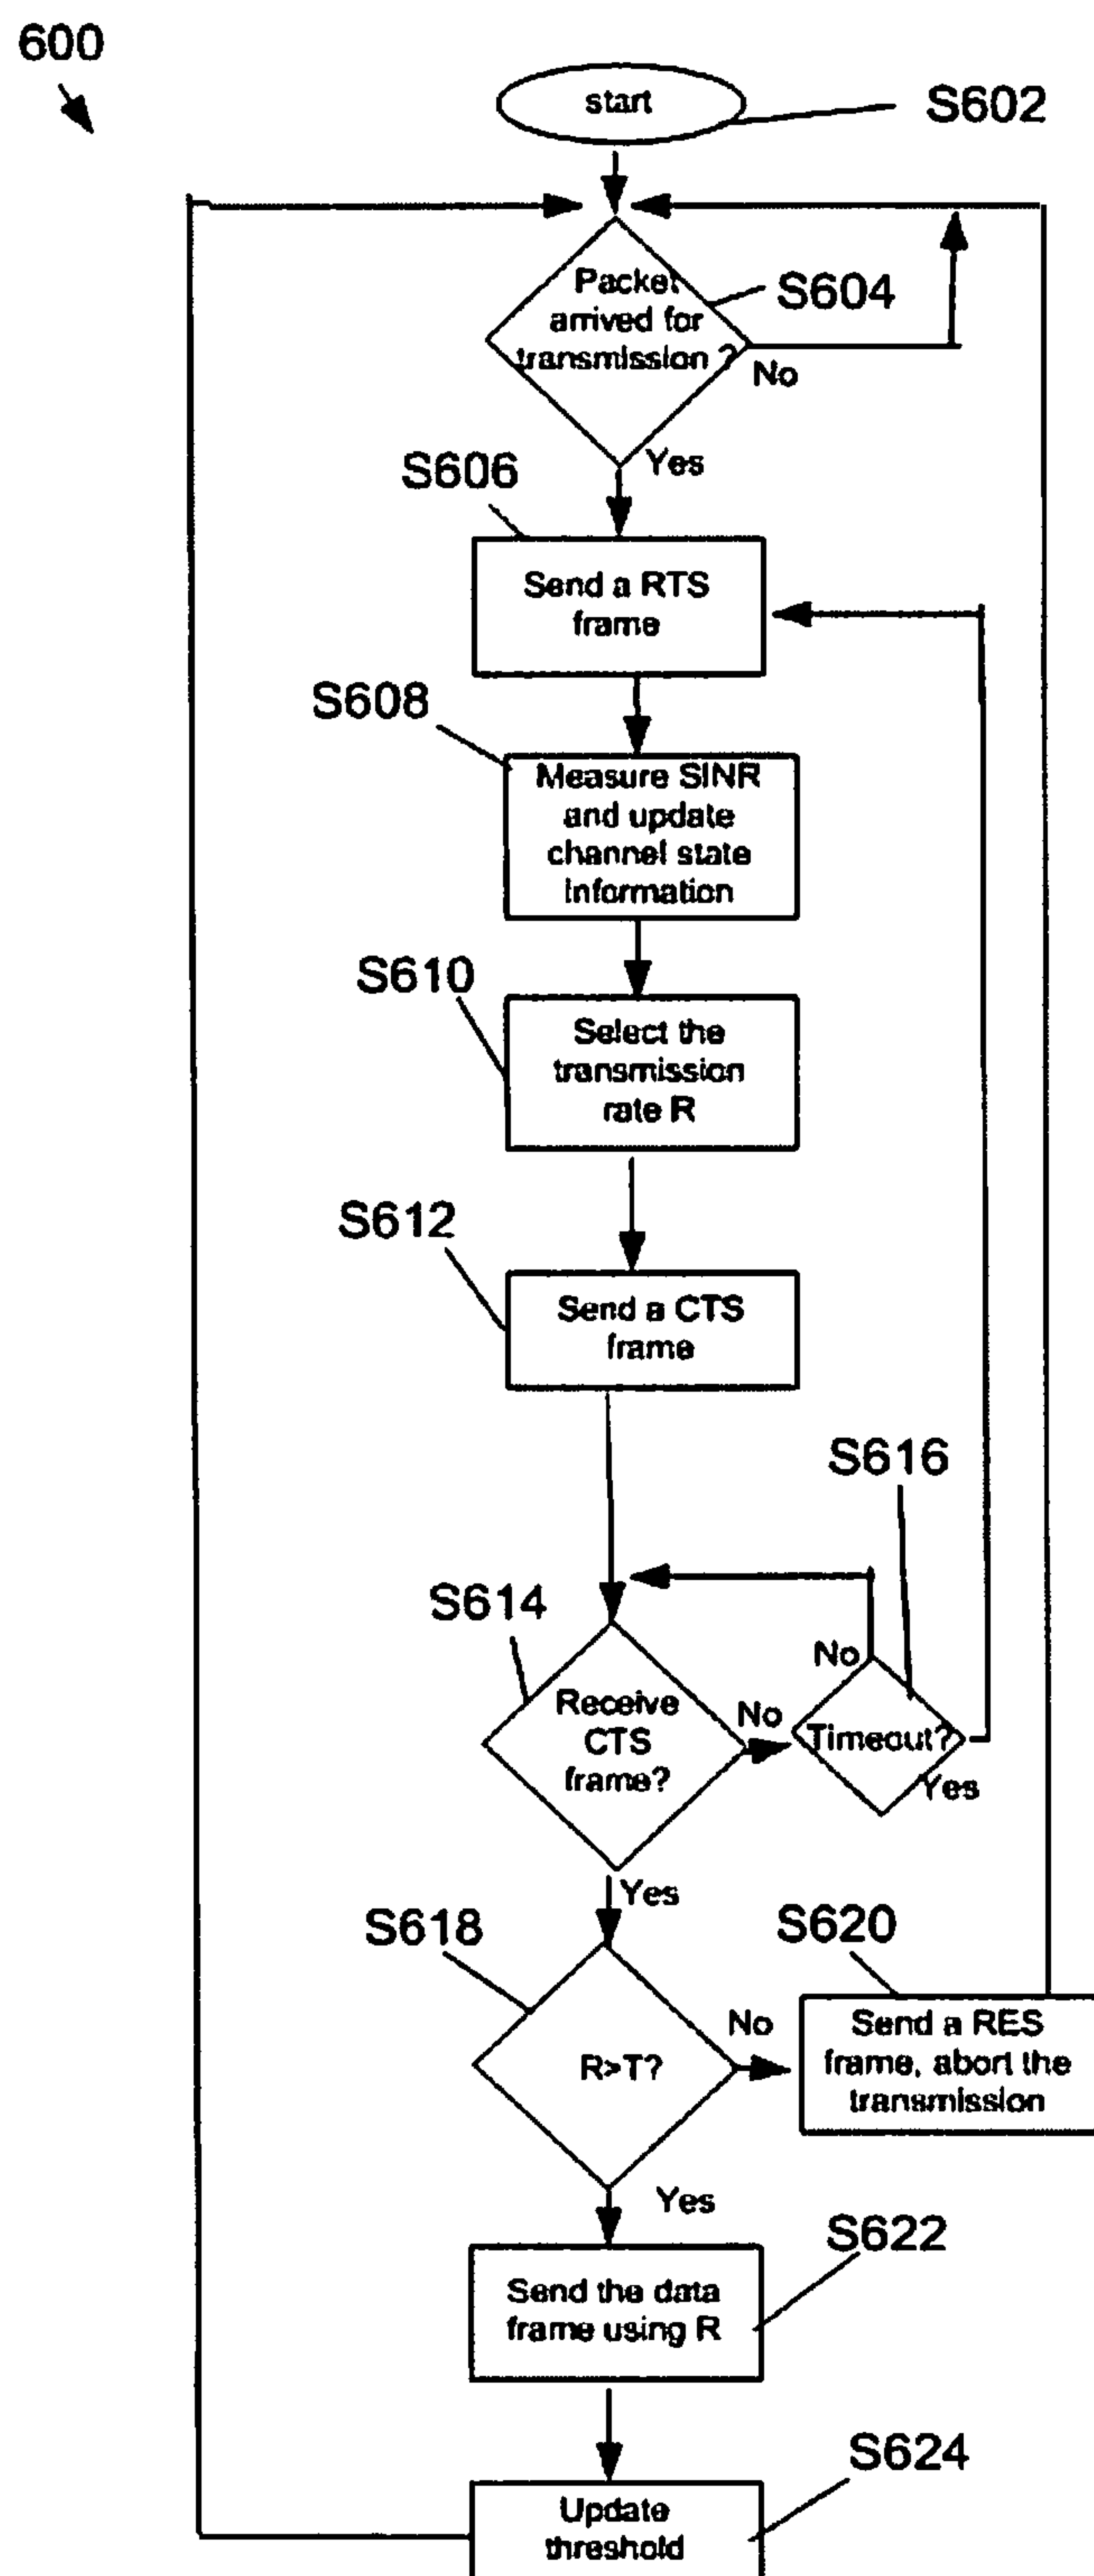 600
start
S602
Packet
arrived for
transmission ?
S604
No
Yes
S606
Send a RTS
frame
S608
Measure SINR
and update
channel state
Information
S610
Select the
transmission
rate R
S612
Send a CTS
frame
S616
S614
No
Receive
CTS
frame?
No
Timeout?
Yes
Yes
S618
S620
R>T?
No
Send a RES
frame, abort the
transmission
Yes
S622
Send the data
frame using R
S624
Update
threshold